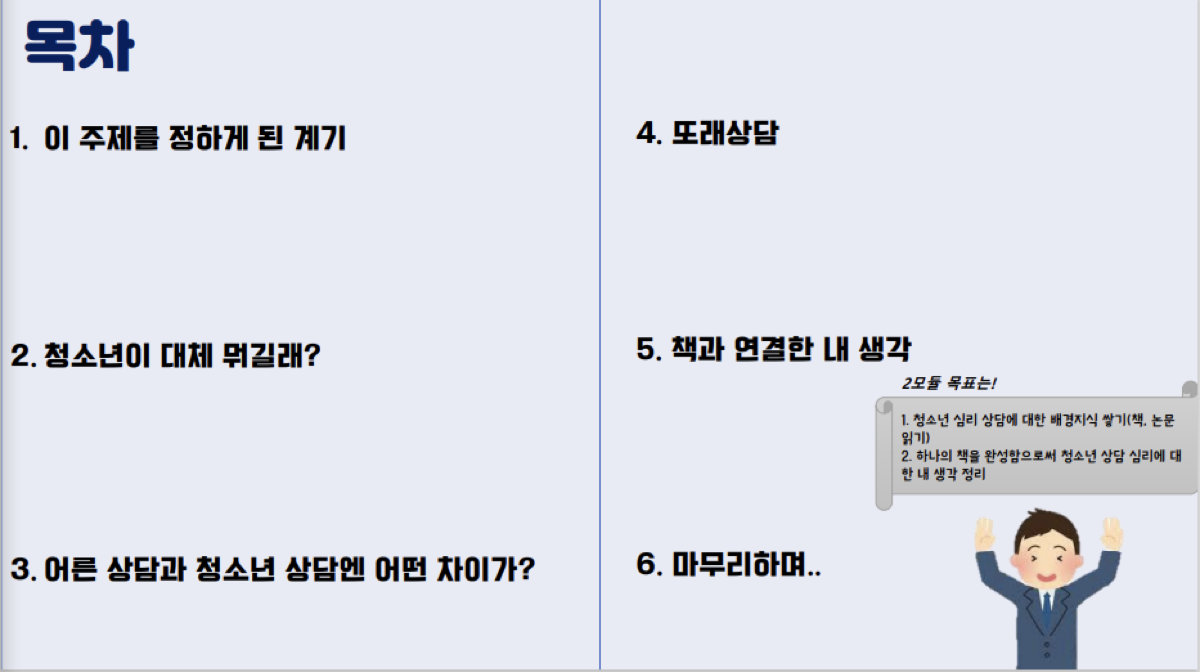 목차
1. 이 주제를 정하게 된 계기
2. 청소년이 대체 뭐길래?
3. 어른 상담과 청소년 상담엔 어떤 차이가?
4. 또래상담
5. 책과 연결한 내 생각
2모듈 목표는!
1. 청소년 심리 상담에 대한 배경지식 쌓기(책, 논문
읽기)
2. 하나의 책을 완성함으로써 청소년 상담 심리에 대
한 내 생각 정리
6. 마무리하며..